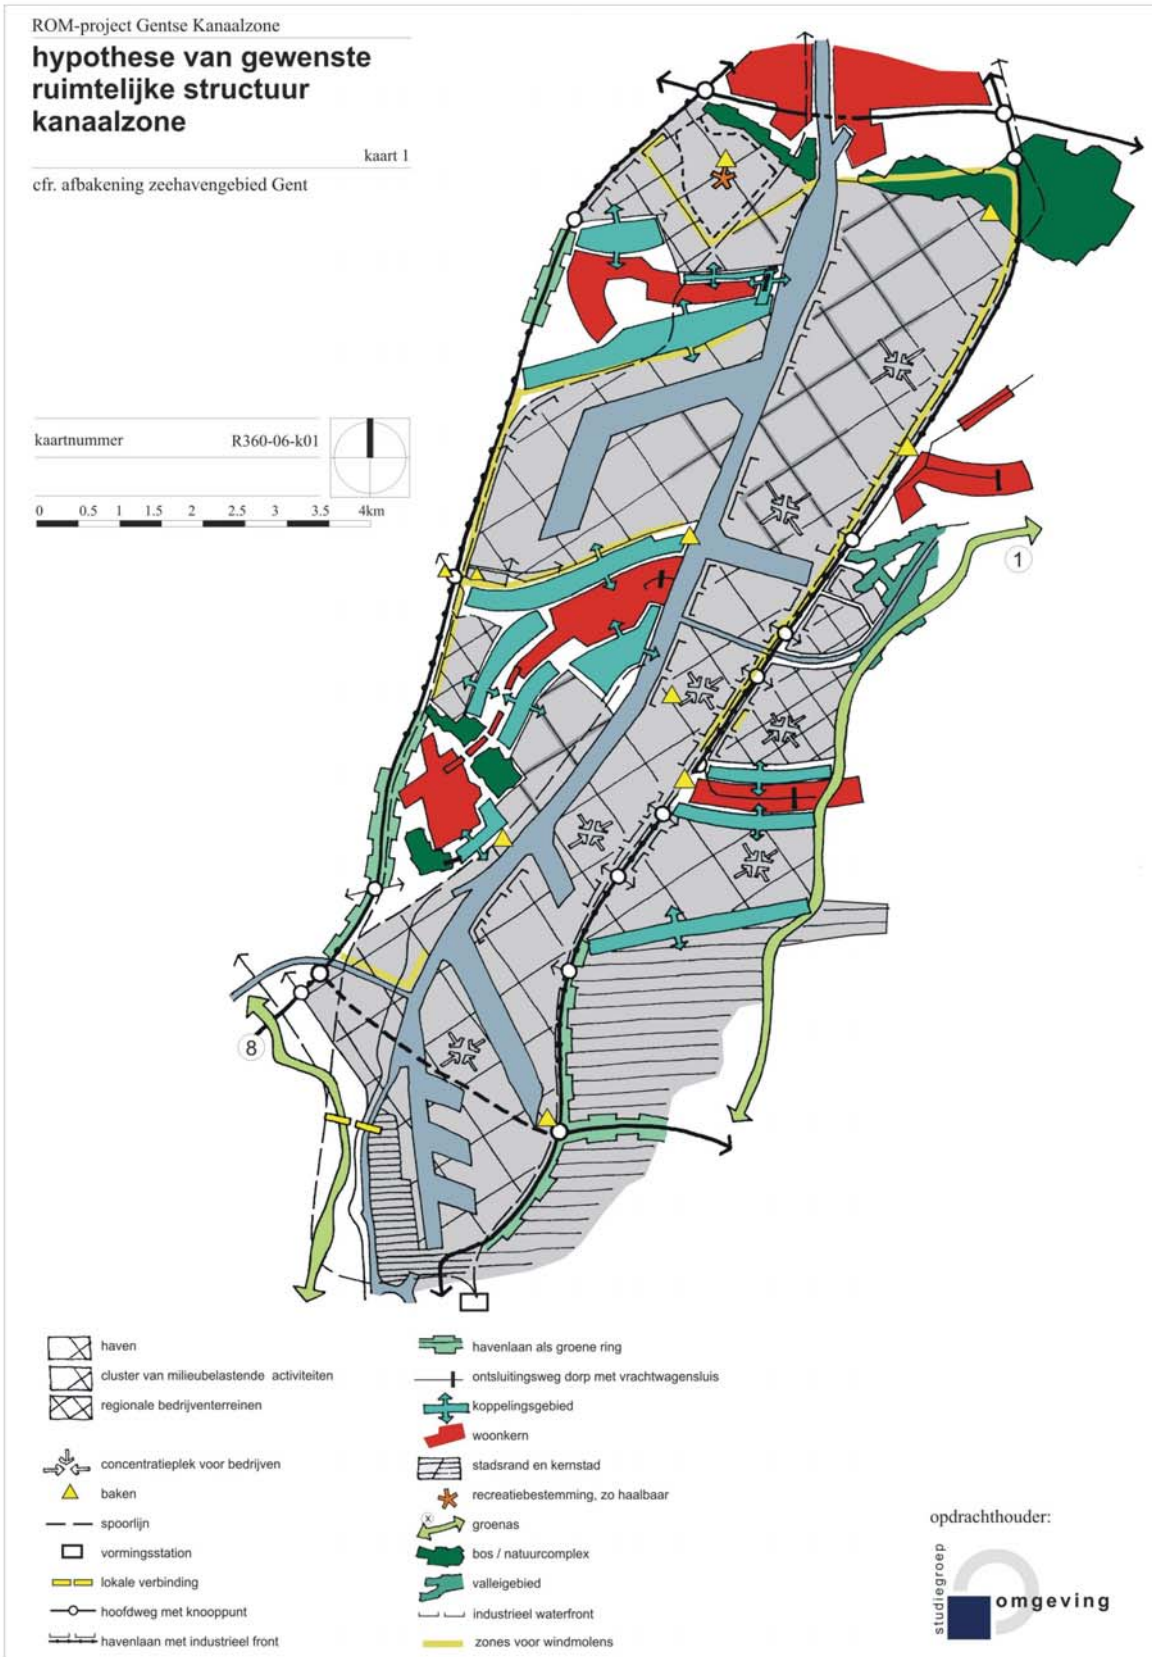 ROM-project Gentse Kanaalzone
hypothese van gewenste
ruimtelijke structuur
kanaalzone
kaart 1
cfr. afbakening zeehavengebied Gent
kaartnummer R360-06-k01
0 0.5 1 1.5 2 2.5 3 3.5 4km
1
8
haven
cluster van milieubelastende activiteiten
regionale bedrijventerreinen
concentratieplek voor bedrijven
baken
spoorlijn
vormingsstation
lokale verbinding
hoofdweg met knooppunt
havenlaan met industrieel front
havenlaan als groene ring
ontsluitingsweg dorp met vrachtwagensluis
koppelingsgebied
woonkern
stadsrand en kernstad
recreatiebestemming, zo haalbaar
x
groenas
bos / natuurcomplex
valleigebied
industrieel waterfront
zones voor windmolens
opdrachthouder:
studiegroep
omgeving